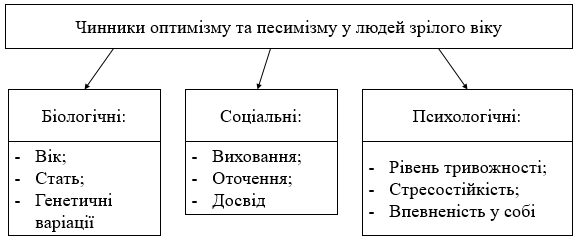 Чинники оптимізму та песимізму у людей зрілого віку
Біологічні:
- Вік;
- Стать;
- Генетичні
варіації
Соціальні:
- Виховання;
- Оточення;
- Досвід
Психологічні:
- Рівень тривожності;
- Стресостійкість;
- Впевненість у собі